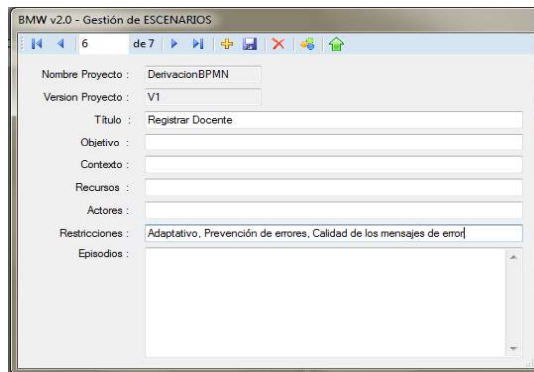 BMW v2.0 - Gestión de ESCENARIOS
6 de 7
Nombre Proyecto : DerivacionBPMN
Version Proyecto : V1
Título : Registrar Docente
Objetivo :
Contexto :
Recursos :
Actores :
Restricciones : Adaptativo, Prevención de errores, Calidad de los mensajes de error
Episodios :